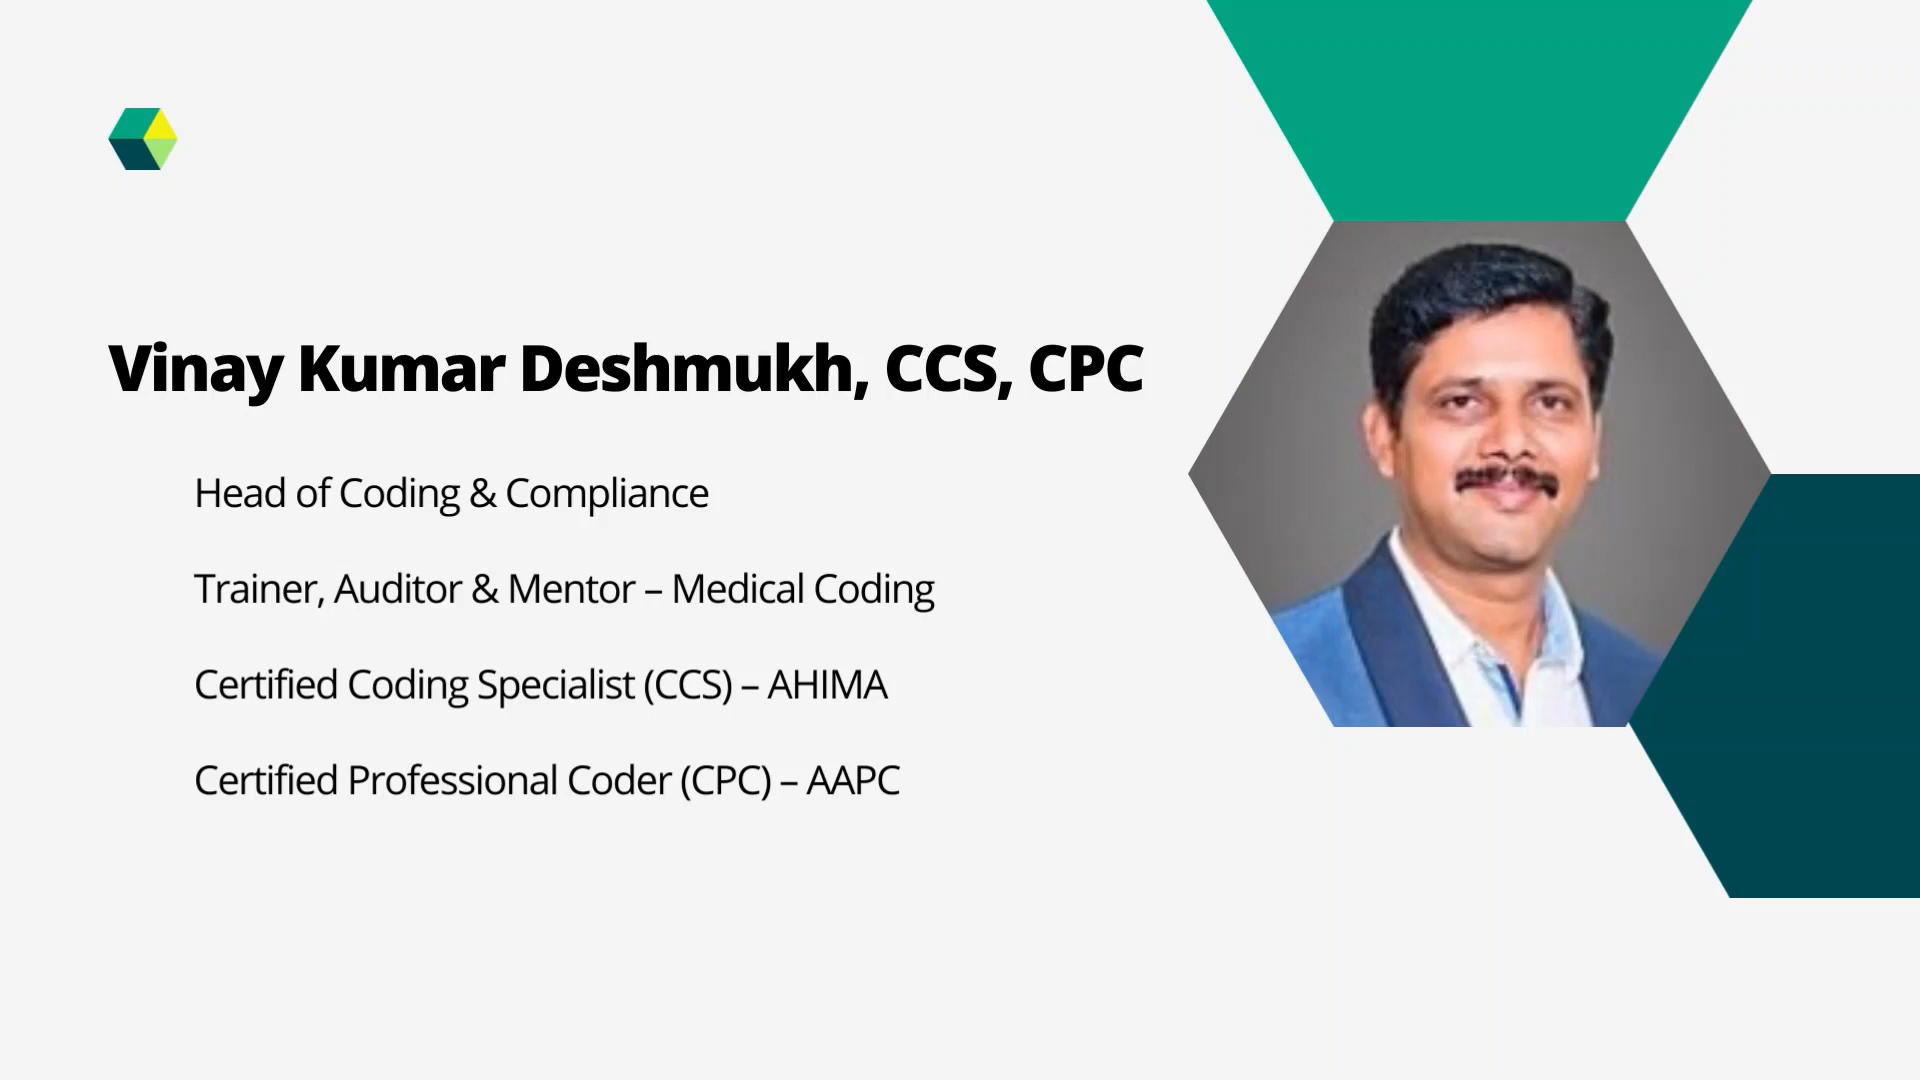 Vinay Kumar Deshmukh, CCS, CPC
Head of Coding & Compliance
Trainer, Auditor & Mentor – Medical Coding
Certified Coding Specialist (CCS) – AHIMA
Certified Professional Coder (CPC) – AAPC